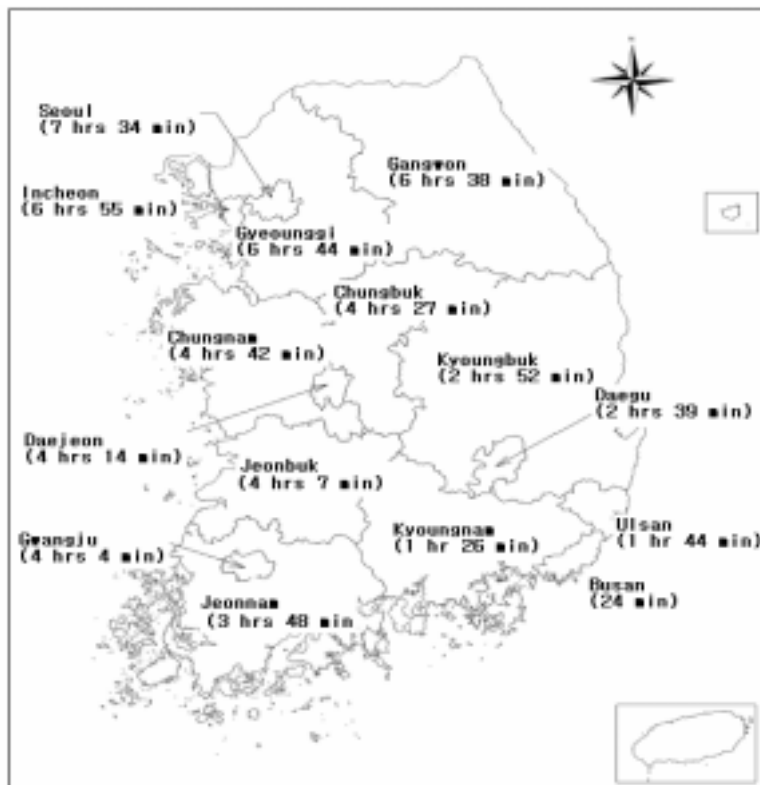 Seoul
(7 hrs 34 min)
Gangwon
(6 hrs 38 min)
Incheon
(6 hrs 55 min)
Gyeounggi
(6 hrs 44 min)
Chungbuk
(4 hrs 27 min)
Chungnam
(4 hrs 42 min)
Kyoungbuk
(2 hrs 52 min)
Daegu
(2 hrs 39 min)
Daejeon
(4 hrs 14 min)
Jeonbuk
(4 hrs 7 min)
Gwangju
(4 hrs 4 min)
Kyoungnam
(1 hr 26 min)
Ulsan
(1 hr 44 min)
Busan
(24 min)
Jeonnam
(3 hrs 48 min